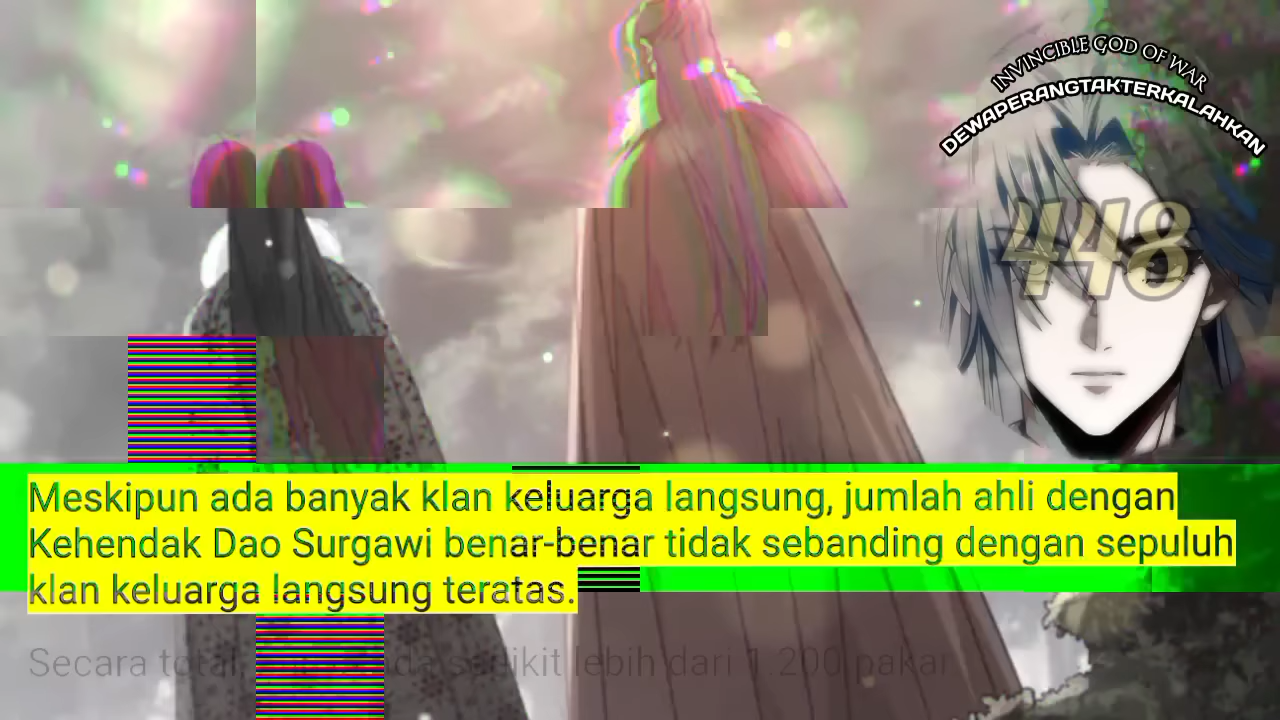 INVINCIBLE GOD OF WAR
DEWAPERANGTAKTERKALAHKAN
448
Meskipun ada banyak klan keluarga langsung, jumlah ahli dengan
Kehendak Dao Surgawi benar-benar tidak sebanding dengan sepuluh
klan keluarga langsung teratas.
Secara total, sedikit lebih dari 1.200 pakar